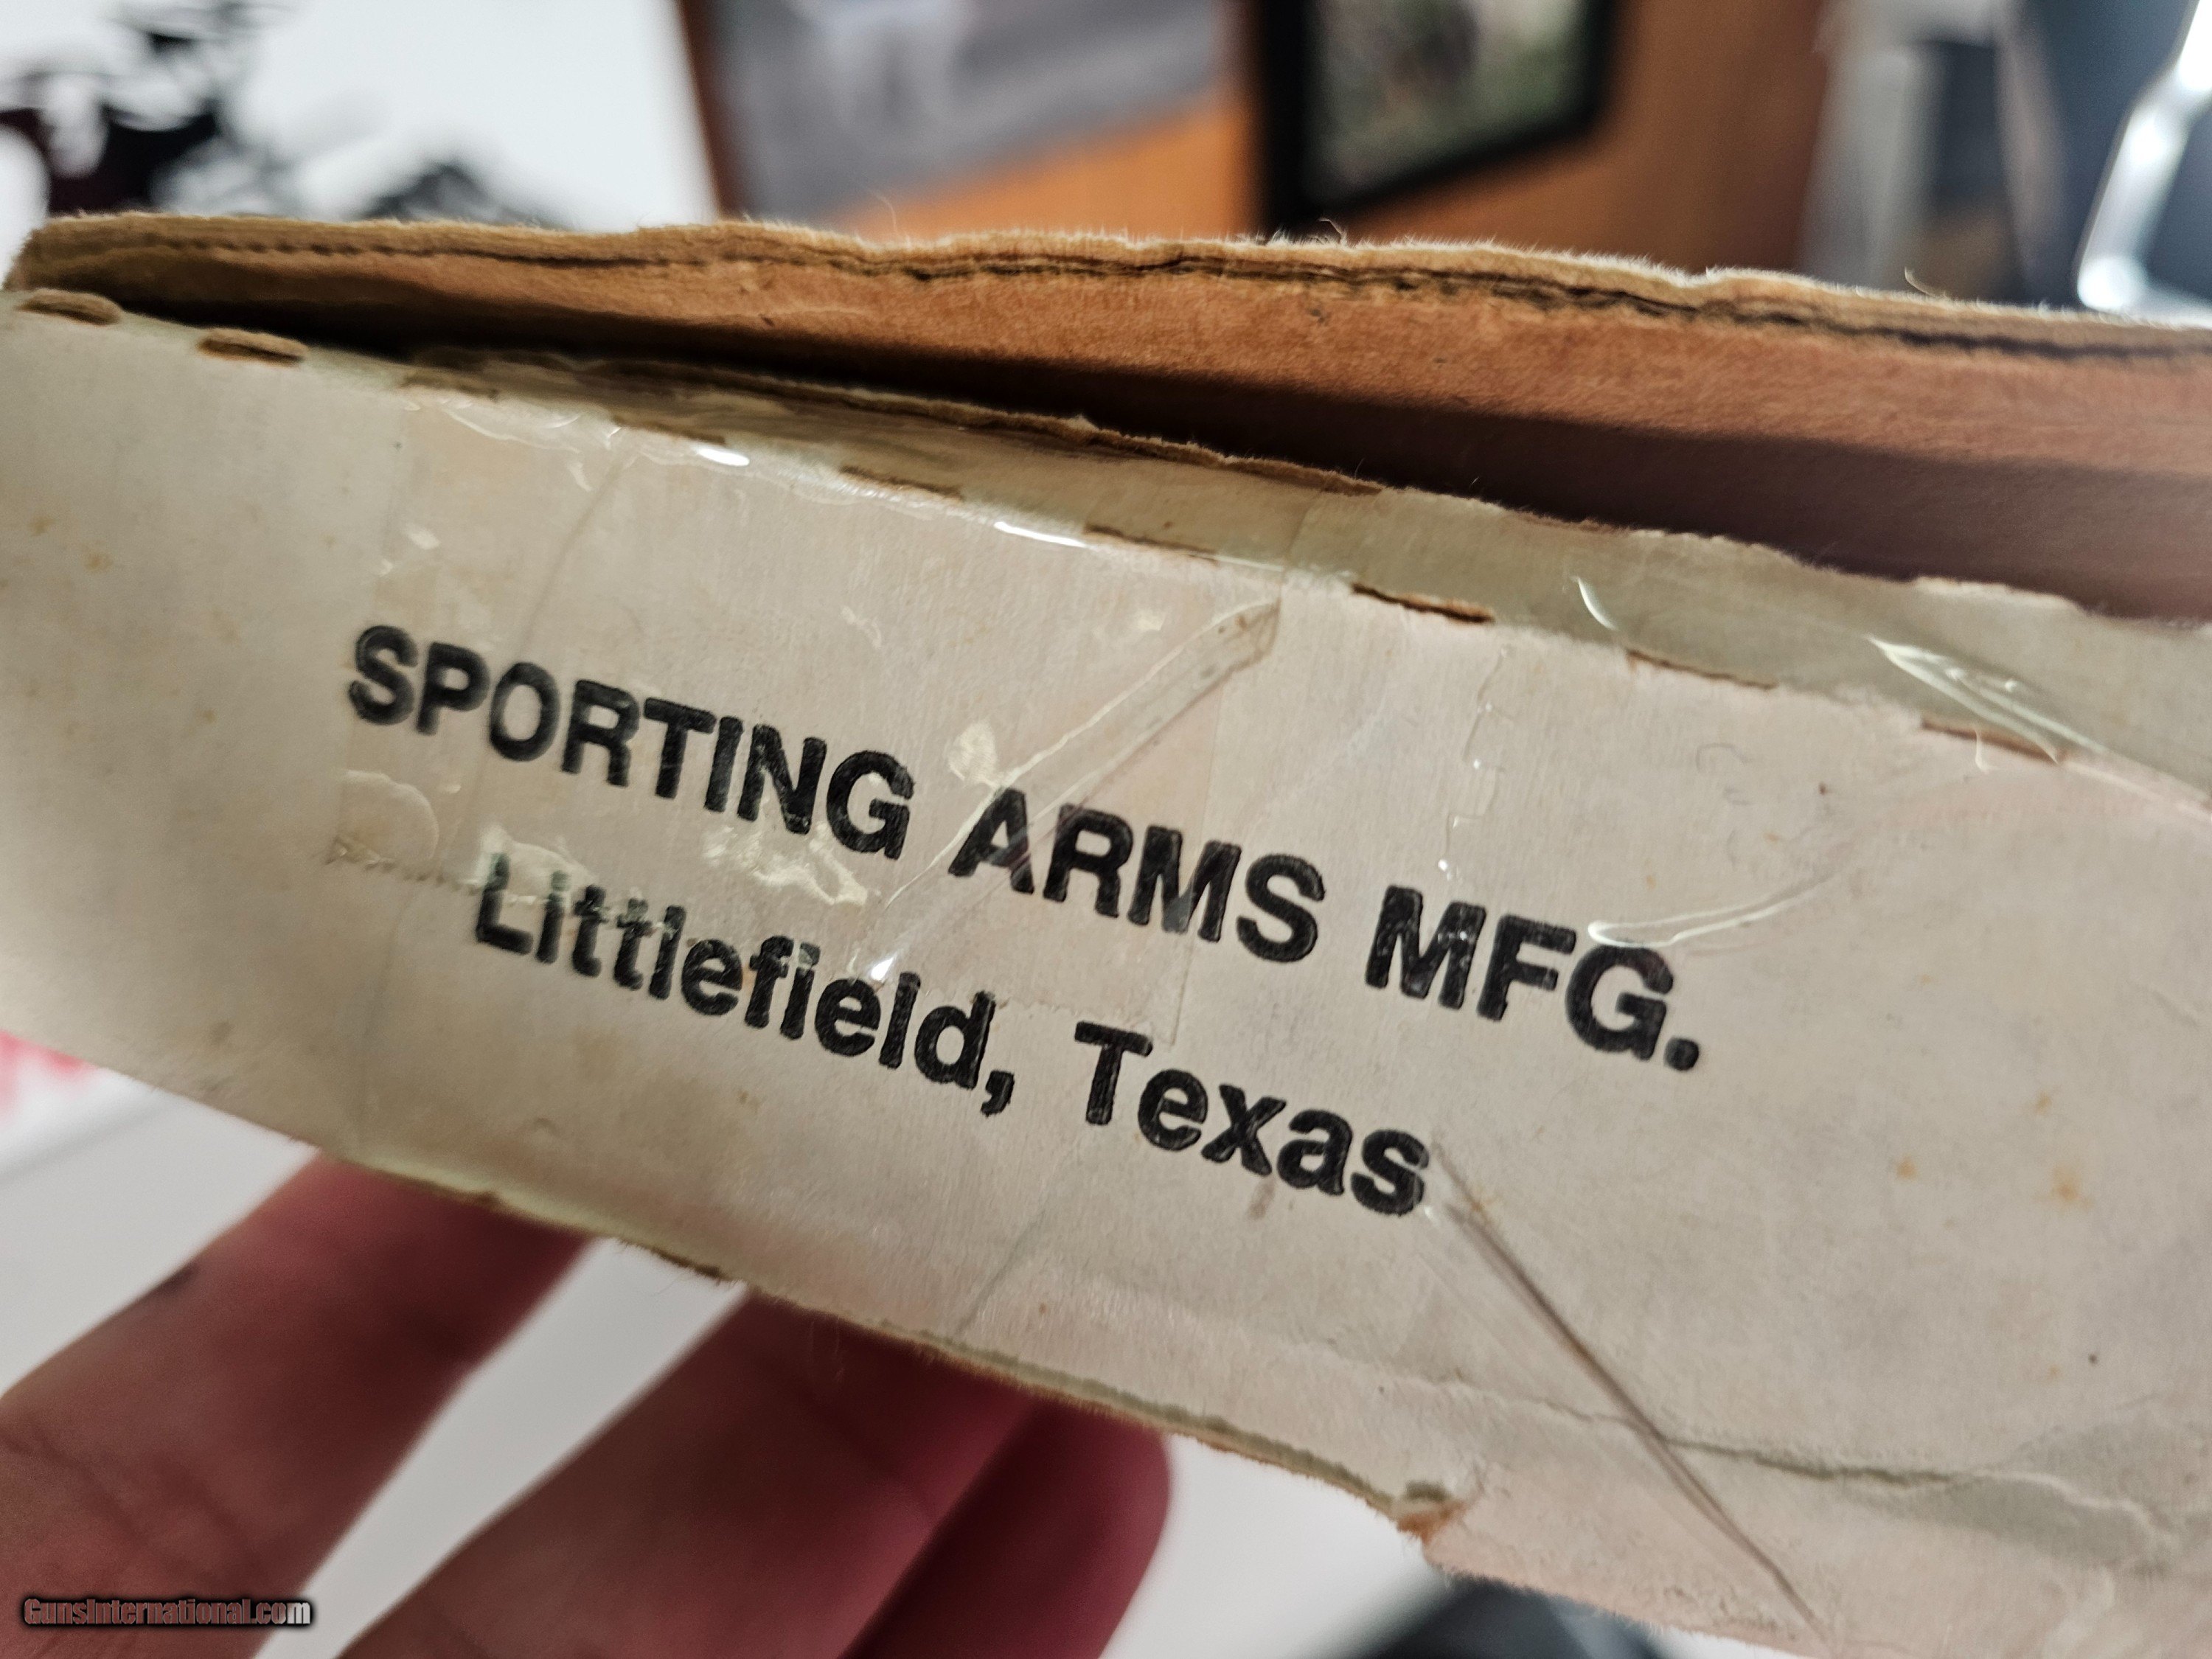 SPORTING ARMS MFG.
Littlefield, Texas
GunsInternational.com